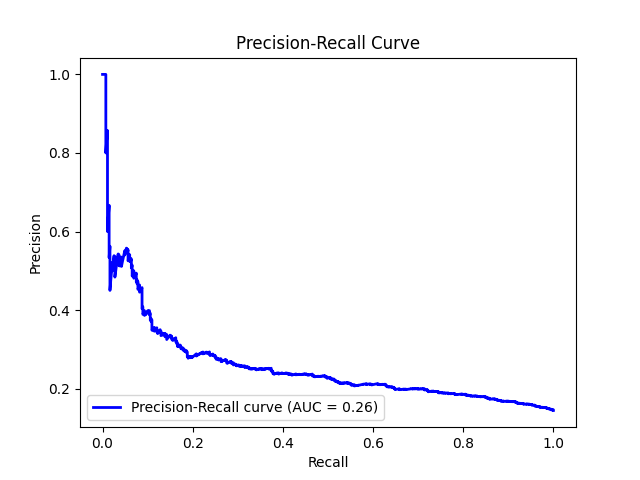 Precision-Recall Curve
1.0
0.8
0.6
0.4
0.2
Precision
Precision-Recall curve (AUC = 0.26)
0.0 0.2 0.4 0.6 0.8 1.0
Recall